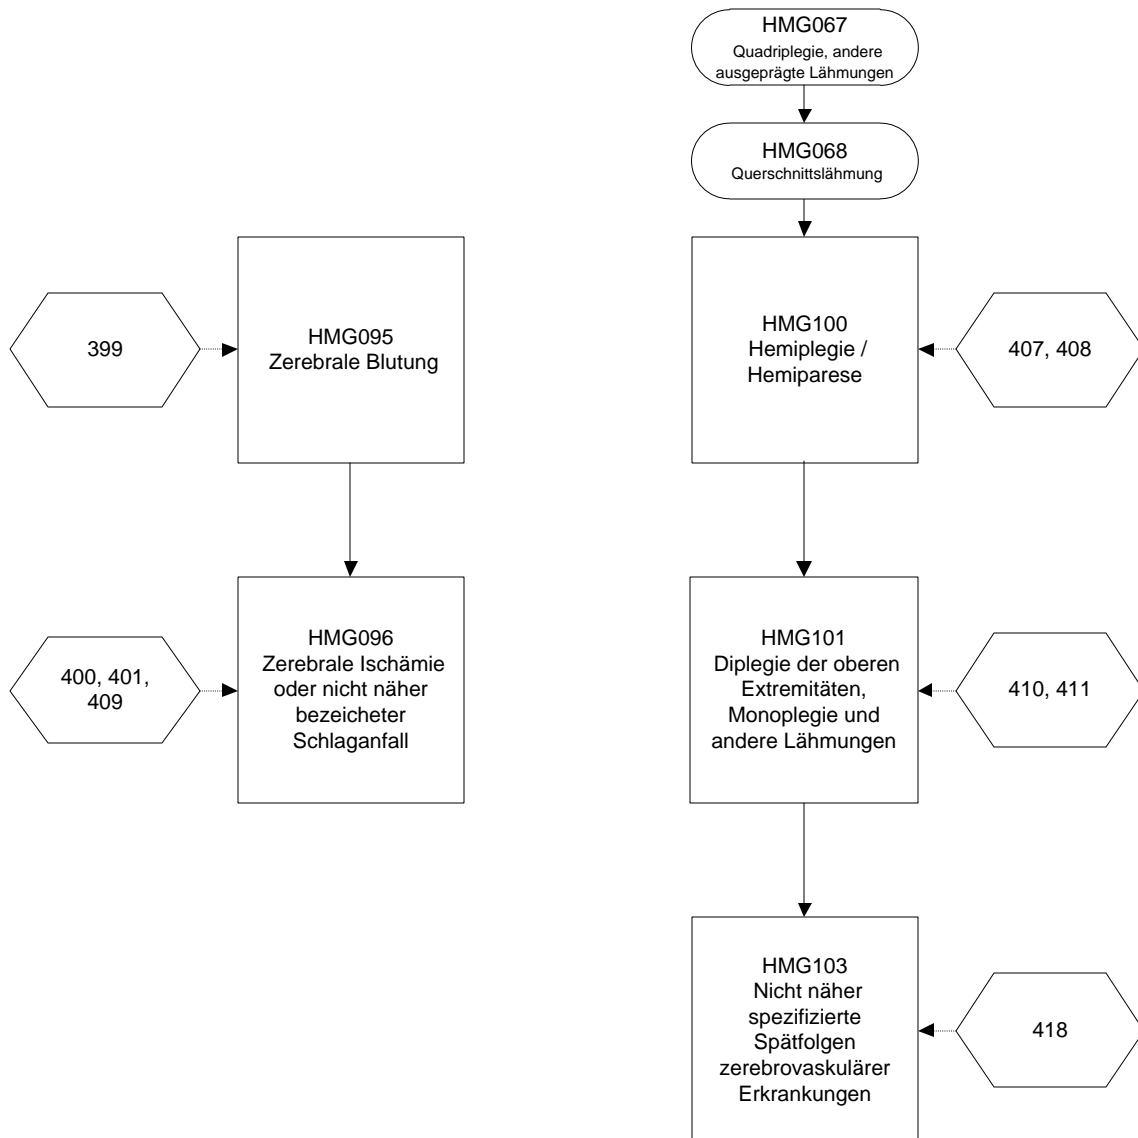 HMG067
Quadriplegie, andere
ausgeprägte Lähmungen
HMG068
Querschnittslähmung
399
HMG095
Zerebrale Blutung
HMG100
Hemiplegie /
Hemiparese
407, 408
400, 401,
409
HMG096
Zerebrale Ischämie
oder nicht näher
bezeicheter
Schlaganfall
HMG101
Diplegie der oberen
Extremitäten,
Monoplegie und
andere Lähmungen
410, 411
HMG103
Nicht näher
spezifizierte
Spätfolgen
zerebrovaskulärer
Erkrankungen
418